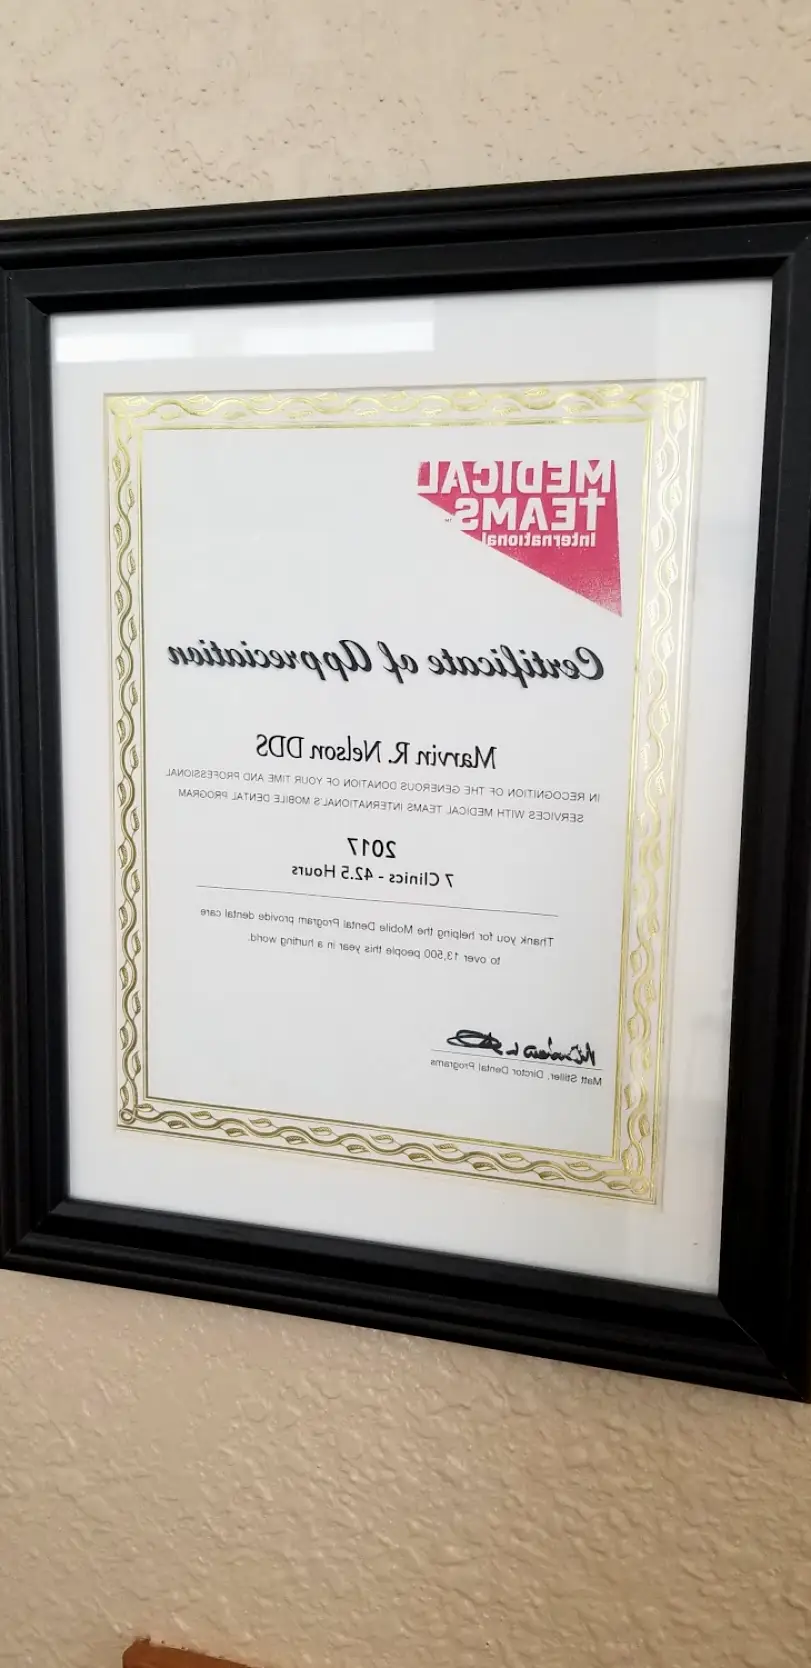 MEDICAL
TEAMS™
International
Certificate of Appreciation
Marvin R. Nelson DDS
IN RECOGNITION OF THE GENEROUS DONATION OF YOUR TIME AND PROFESSIONAL
SERVICES WITH MEDICAL TEAMS INTERNATIONAL'S MOBILE DENTAL PROGRAM
2017
7 Clinics - 42.5 Hours
Thank you for helping the Mobile Dental Program provide dental care
to over 13,500 people this year in a hurting world.
Matt Stiller, Dirctor Dental Programs